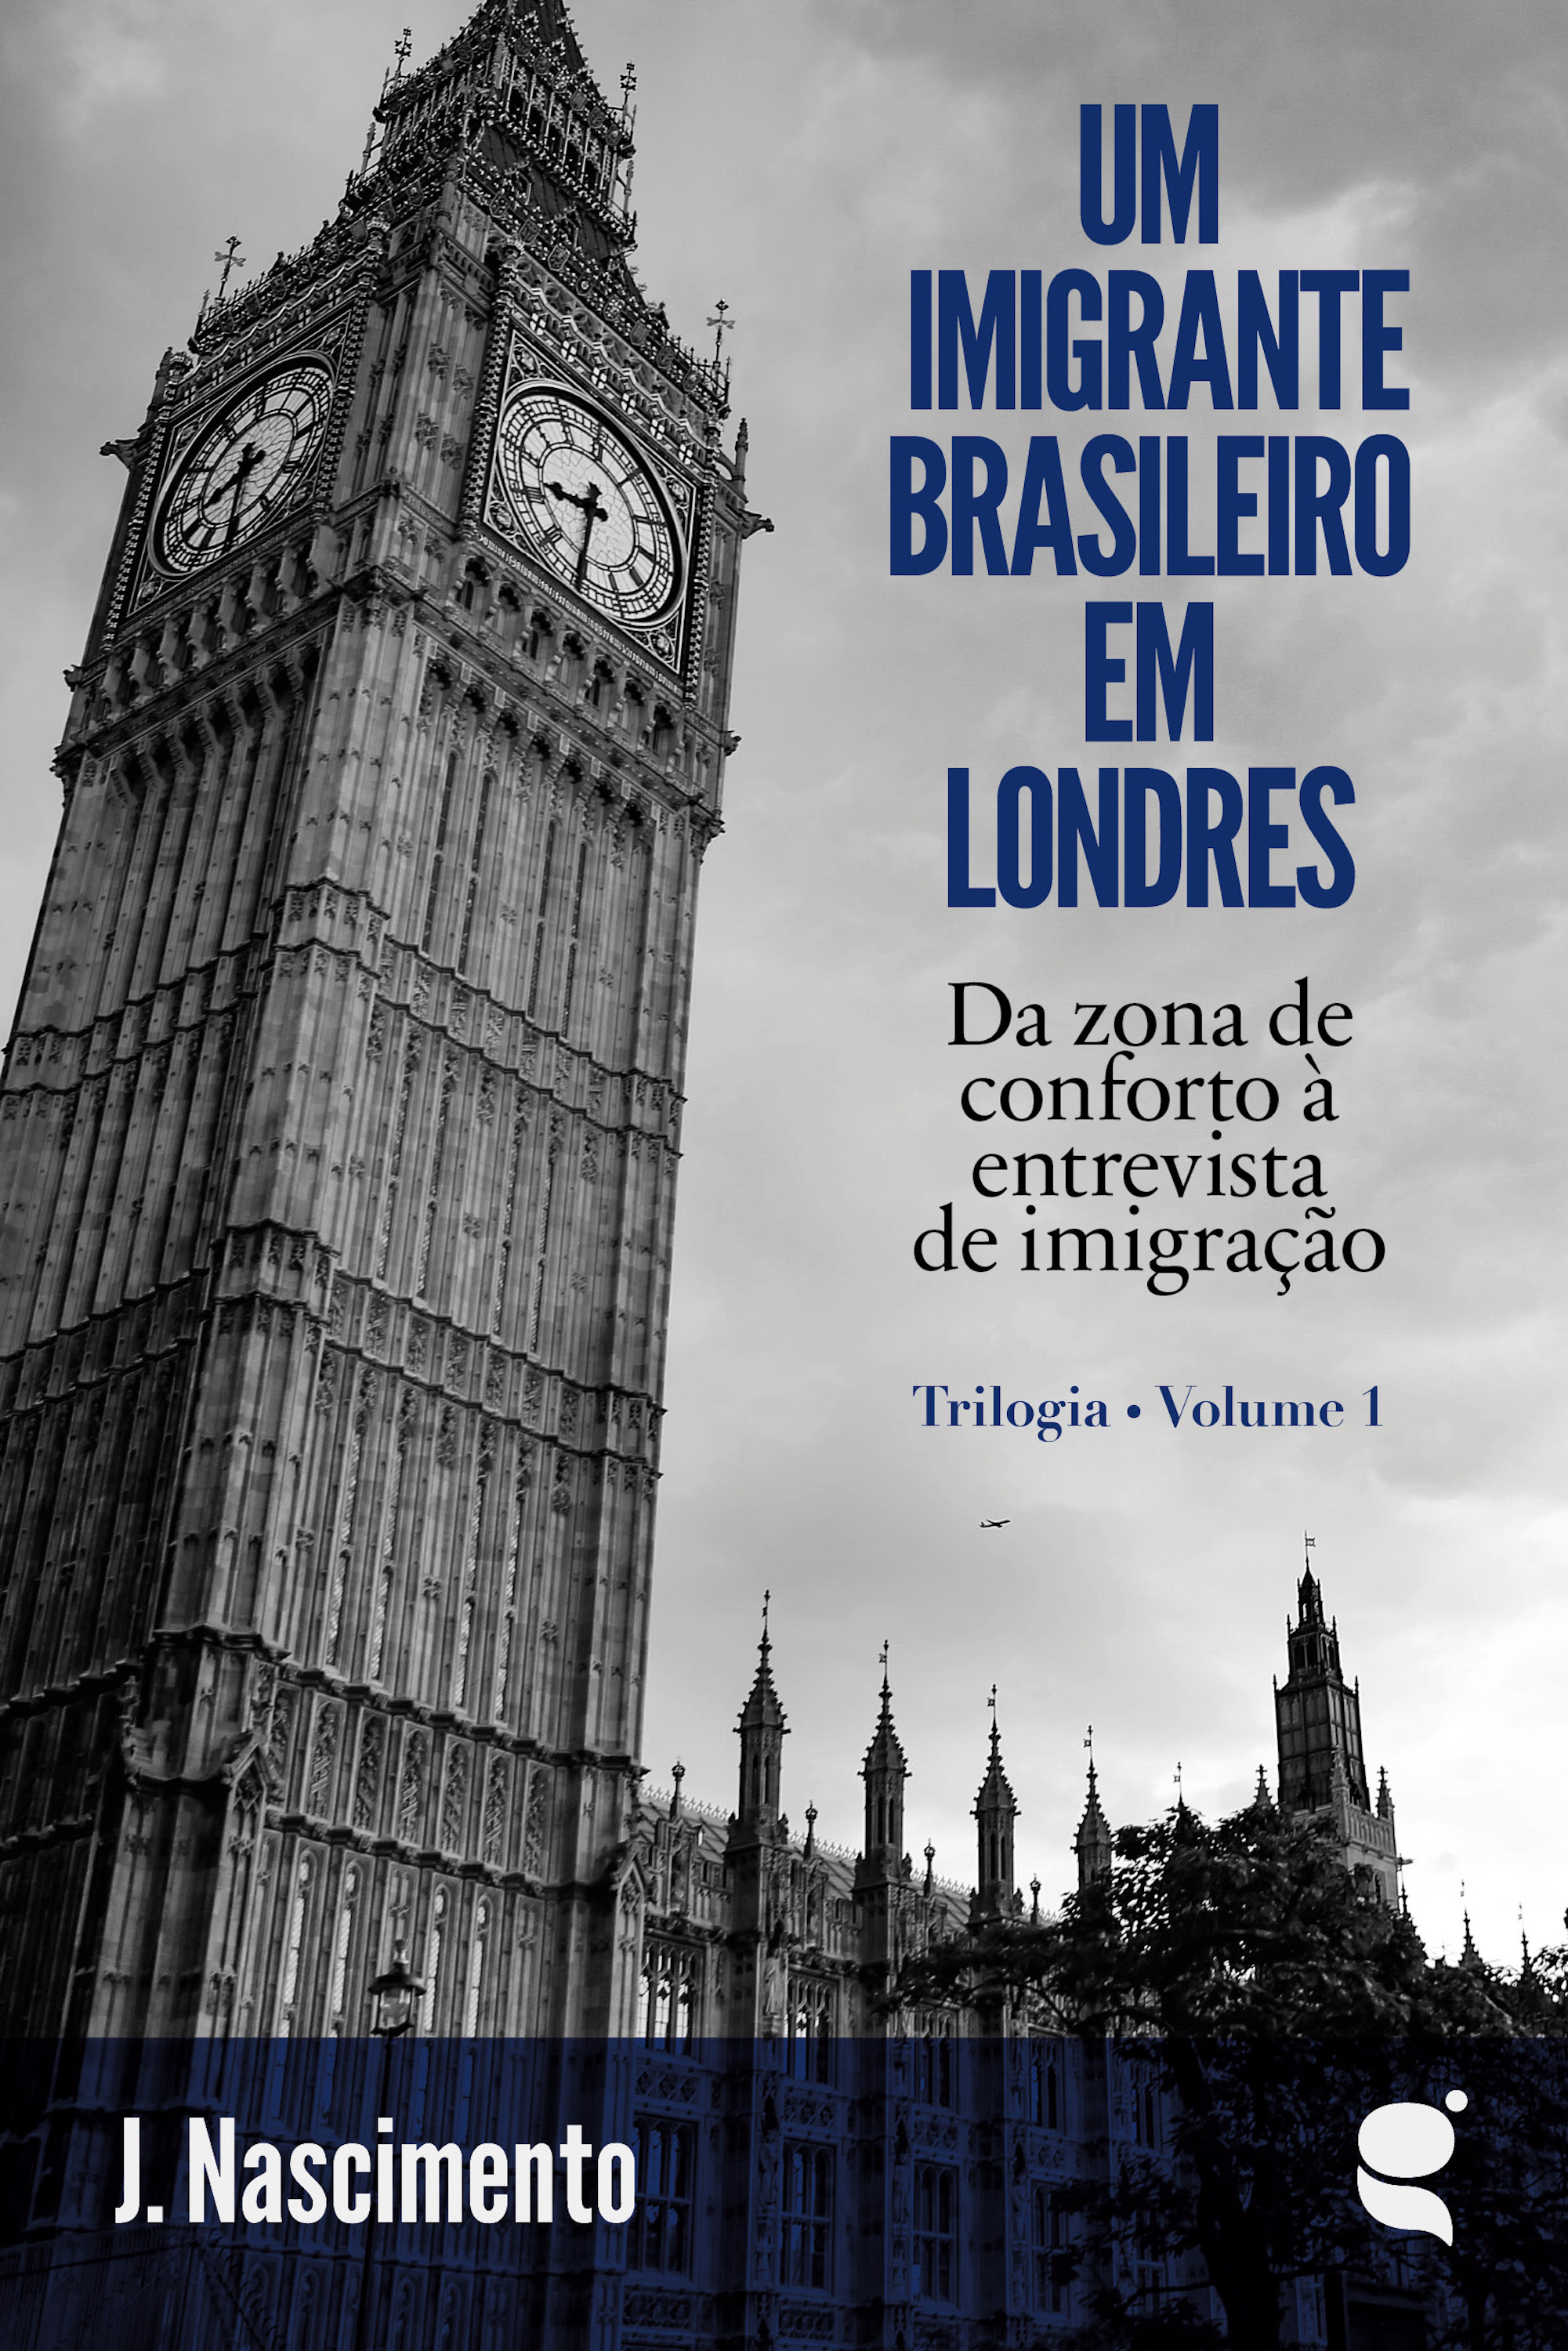 UM
IMIGRANTE
BRASILEIRO
EM
LONDRES
Da zona de
conforto à
entrevista
de imigração
Trilogia • Volume 1
J. Nascimento